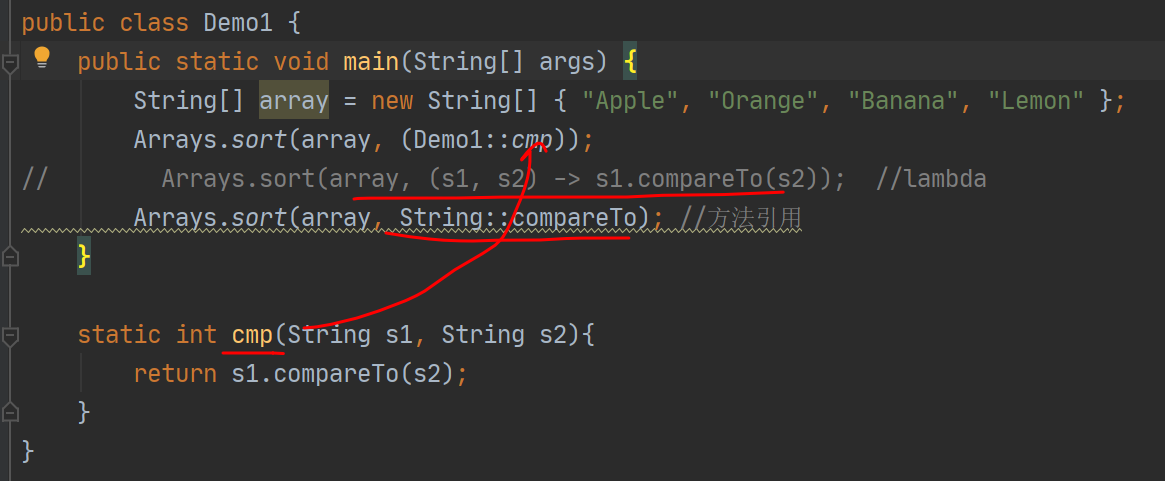 public class Demo1 {
    public static void main(String[] args) {
        String[] array = new String[] { "Apple", "Orange", "Banana", "Lemon" };
        Arrays.sort(array, (Demo1::cmp));
//        Arrays.sort(array, (s1, s2) -> s1.compareTo(s2));  //lambda
        Arrays.sort(array, String::compareTo); //方法引用
    }
    static int cmp(String s1, String s2){
        return s1.compareTo(s2);
    }
}